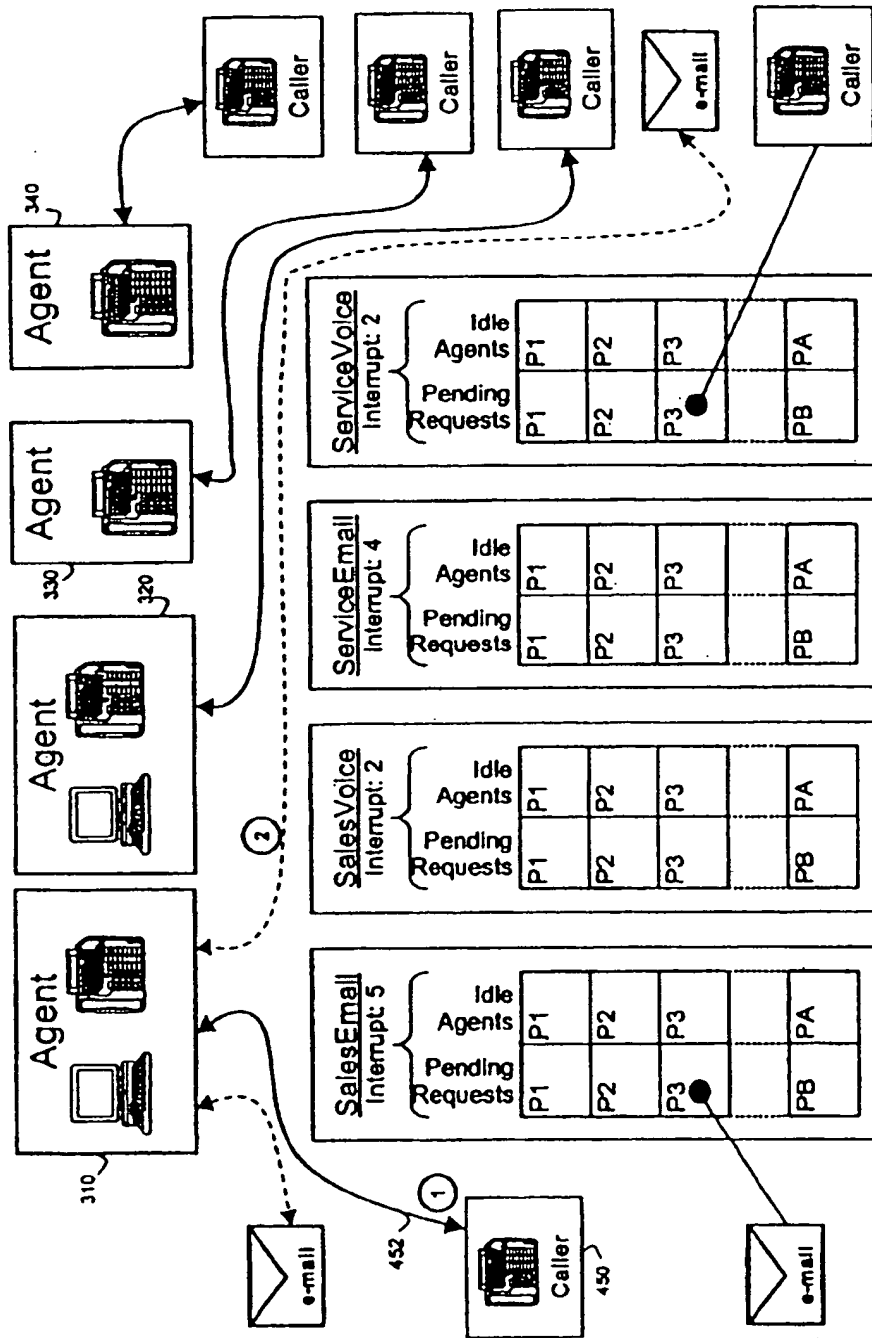 Agent
340
Agent
330
Agent
320
Agent
310
Caller
Caller
Caller
e-mail
Caller
2
e-mail
452
1
Caller
450
e-mail
SalesEmail
Interrupt: 5
Pending
Requests
Idle
Agents
P1 P1
P2 P2
P3 P3
PB PA
SalesVoice
Interrupt: 2
Pending
Requests
Idle
Agents
P1 P1
P2 P2
P3 P3
PB PA
ServiceEmail
Interrupt: 4
Pending
Requests
Idle
Agents
P1 P1
P2 P2
P3 P3
PB PA
ServiceVoice
Interrupt: 2
Pending
Requests
Idle
Agents
P1 P1
P2 P2
P3 P3
PB PA